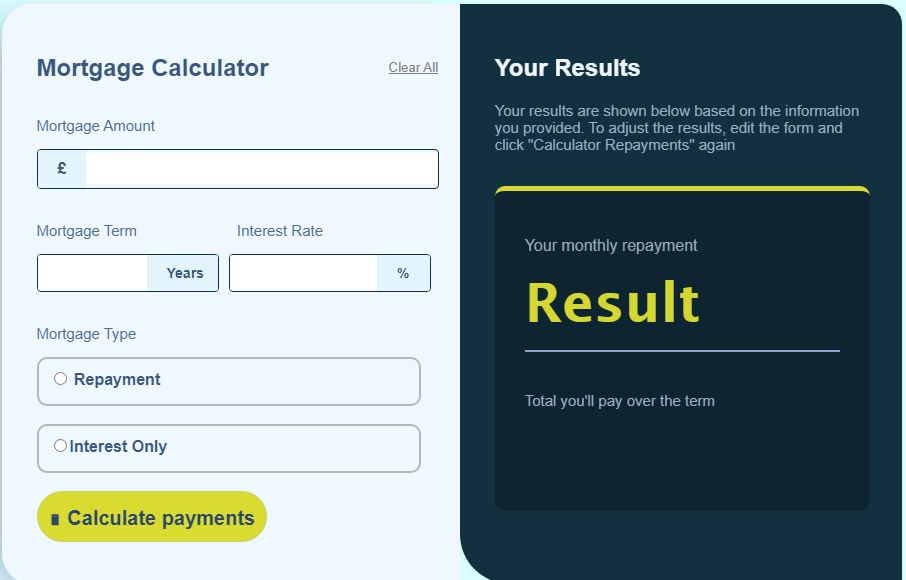 Mortgage Calculator
Clear All
Mortgage Amount
£
Mortgage Term
Interest Rate
Years
%
Mortgage Type
Repayment
Interest Only
Calculate payments
Your Results
Your results are shown below based on the information
you provided. To adjust the results, edit the form and
click "Calculator Repayments" again
Your monthly repayment
Result
Total you'll pay over the term